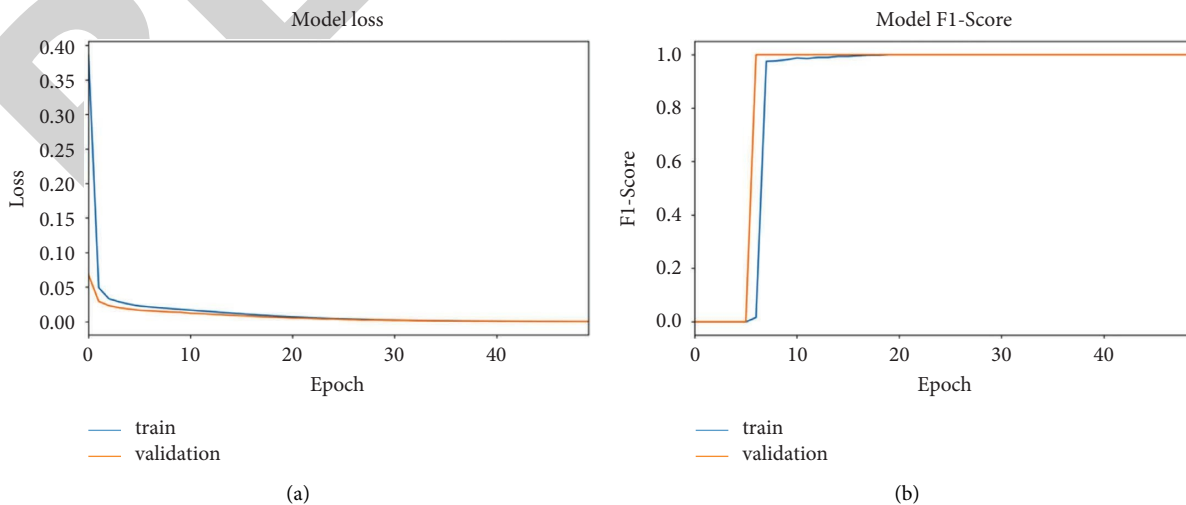 Model loss
0.40
0.35
0.30
0.25
0.20
0.15
0.10
0.05
0.00
Loss
0 10 20 30 40
Epoch
train
validation
(a)
Model F1-Score
1.0
0.8
0.6
0.4
0.2
0.0
F1-Score
0 10 20 30 40
Epoch
train
validation
(b)